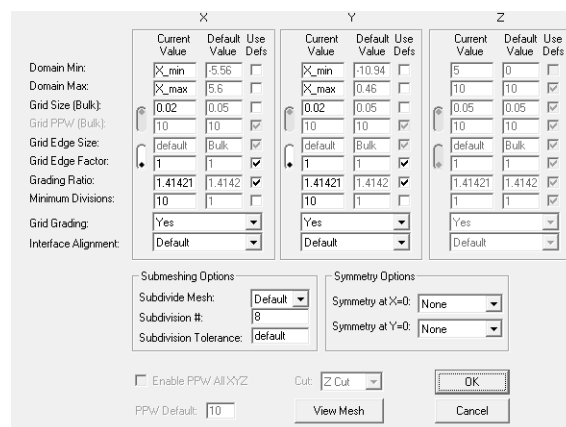 X Y Z
Current Default Use Current Default Use Current Default Use
Value Value Defs Value Value Defs Value Value Defs
Domain Min: X_min -5.56 X_min -10.94 5 0
Domain Max: X_max 5.6 X_max 0.46 10 10
Grid Size (Bulk): 0.02 0.05 0.02 0.05 0.05 0.05
Grid PPW (Bulk): 10 10 10 10 10 10
Grid Edge Size: default Bulk default Bulk default Bulk
Grid Edge Factor: 1 1 1 1 1 1
Grading Ratio: 1.41421 1.4142 1.41421 1.4142 1.41421 1.4142
Minimum Divisions: 10 1 10 1 1 1
Grid Grading: Yes Yes Yes
Interface Alignment: Default Default Default
Submeshing Options Symmetry Options
Subdivide Mesh: Default Symmetry at X=0: None
Subdivision #: 8
Subdivision Tolerance: default Symmetry at Y=0: None
Enable PPW All XYZ Cut: Z Cut OK
PPW Default: 10 View Mesh Cancel